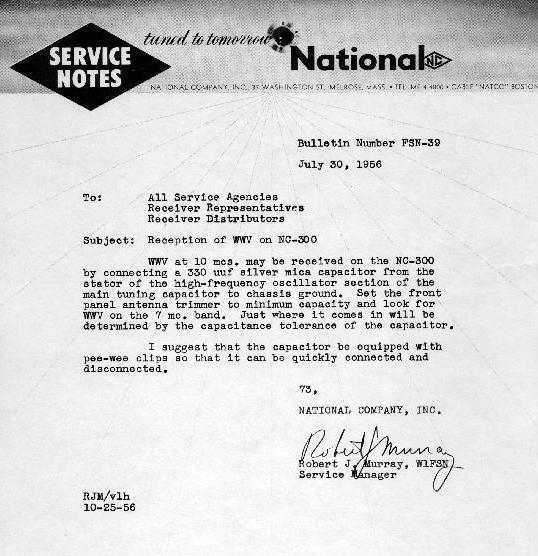 SERVICE
NOTES
tuned to tomorrow
National NC
NATIONAL COMPANY, INC., 37 WASHINGTON ST., MELROSE, MASS. • TEL. ME 4-4800 • CABLE "NATCO" BOSTON
Bulletin Number FSN-39
July 30, 1956
To: All Service Agencies
Receiver Representatives
Receiver Distributors
Subject: Reception of WWV on NC-300
WWV at 10 mcs. may be received on the NC-300
by connecting a 330 uuf silver mica capacitor from the
stator of the high-frequency oscillator section of the
main tuning capacitor to chassis ground. Set the front
panel antenna trimmer to minimum capacity and look for
WWV on the 7 mc. band. Just where it comes in will be
determined by the capacitance tolerance of the capacitor.
I suggest that the capacitor be equipped with
pee-wee clips so that it can be quickly connected and
disconnected.
73,
NATIONAL COMPANY, INC.
Robert J Murray
Robert J. Murray, W1FSN
Service Manager
RJM/vlh
10-25-56